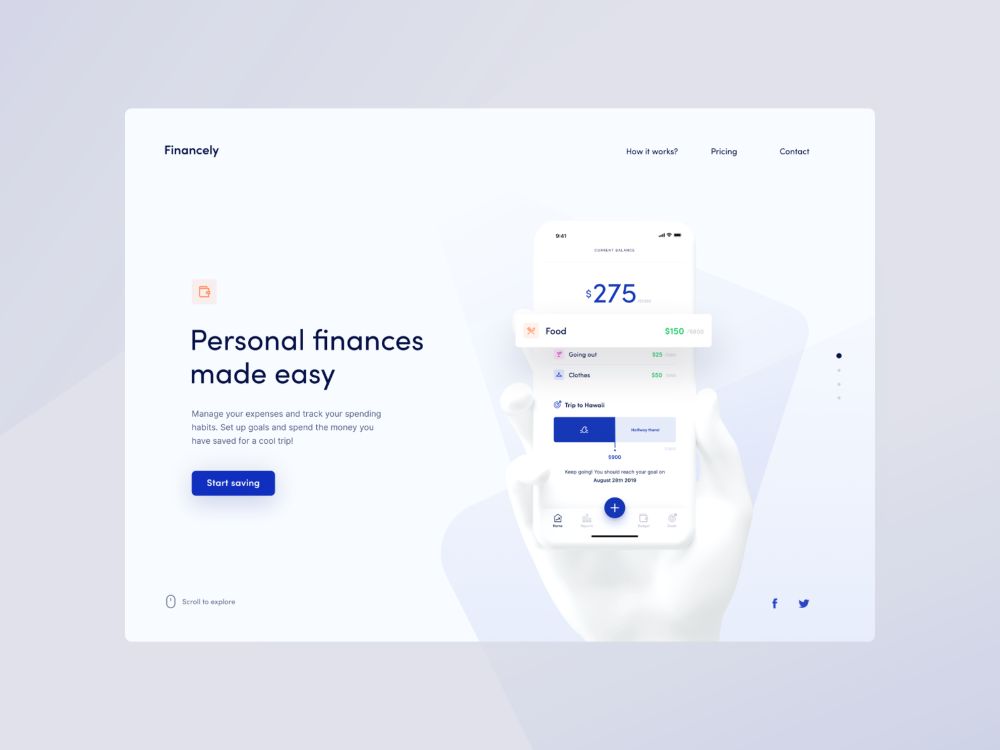 Financely
How it works? Pricing Contact
Personal finances
made easy
Manage your expenses and track your spending
habits. Set up goals and spend the money you
have saved for a cool trip!
Start saving
Scroll to explore
9:41
CURRENT BALANCE
$275
Food $150
Going out $25
Clothes $50
Trip to Hawaii
Halfway there!
$900
Keep going! You should reach your goal on
August 28th 2019
Home Budget